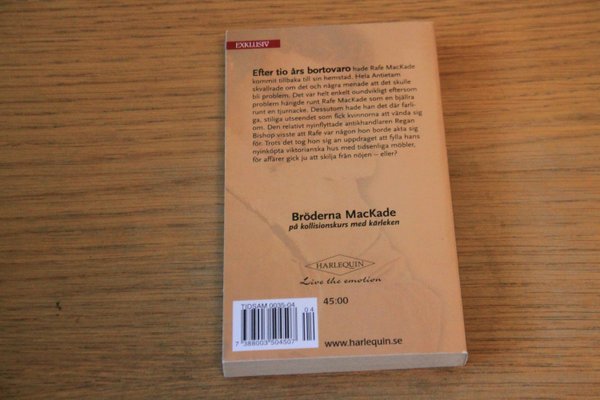 EXKLUSIV
Efter tio års bortovaro hade Rafe MacKade
kommit tillbaka till sin hemstad. Hela Antietam
skvallrade om det och några menade att det skulle
bli problem. Det var helt enkelt oundvikligt eftersom
problem hängde runt Rafe MacKade som en bjällra
runt en tjurnacke. Dessutom hade han det där farli-
ga, stiliga utseendet som fick kvinnorna att vända sig
om. Den relativt nyinflyttade antikhandlaren Regan
Bishop visste att Rafe var någon hon borde akta sig
för. Trots det tog hon sig an uppdraget att fylla hans
nyinköpta viktorianska hus med tidsenliga möbler,
för affärer gick ju att skilja från nöjen – eller?
Bröderna MacKade
på kollisionskurs med kärleken
HARLEQUIN
Live the emotion
TIDSAM 0035-04
45:00
04
7 388003 504507
www.harlequin.se